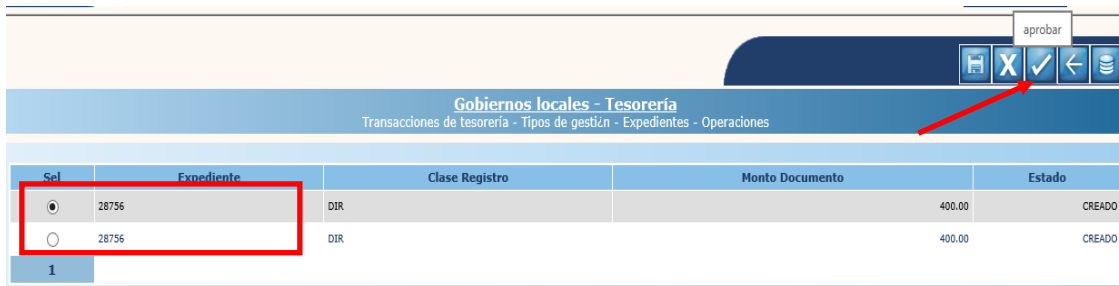 aprobar
Gobiernos locales - Tesorería
Transacciones de tesorería - Tipos de gesti¿n - Expedientes - Operaciones
Sel Expediente Clase Registro Monto Documento Estado
28756 DIR 400.00 CREADO
28756 DIR 400.00 CREADO
1